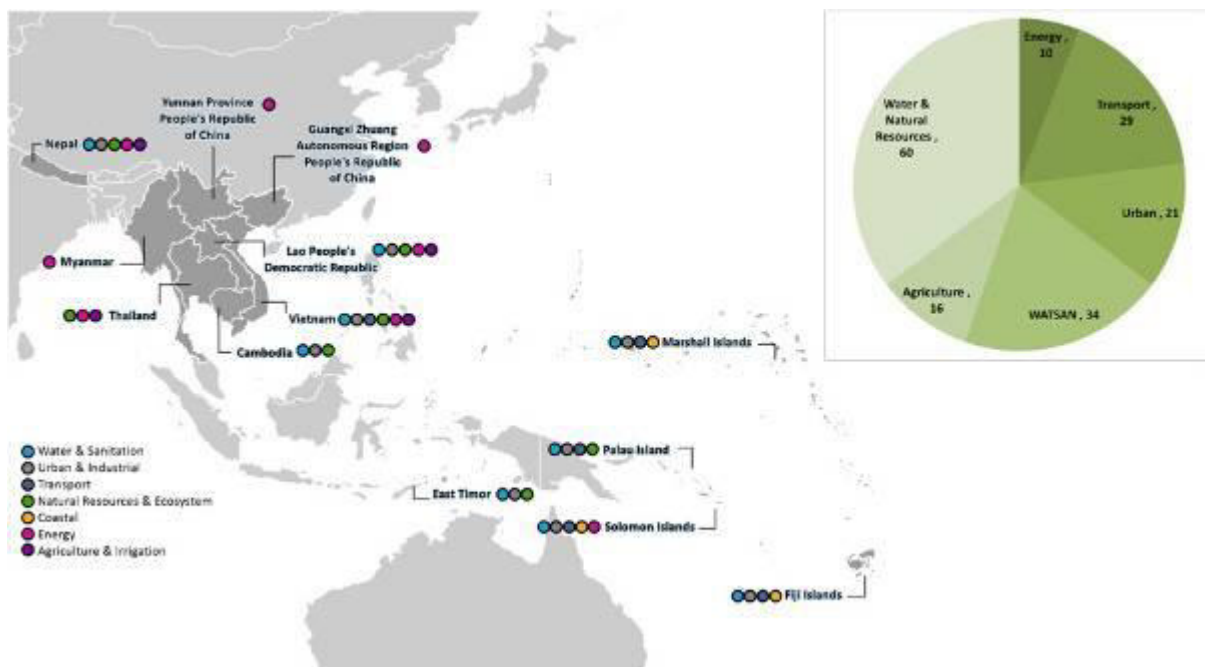 Yunnan Province
People's Republic
of China
Guangxi Zhuang
Autonomous Region
People's Republic
of China
Nepal
Myanmar
Lao People's
Democratic Republic
Thailand
Vietnam
Cambodia
Marshall Islands
Palau Island
East Timor
Solomon Islands
Fiji Islands
Water & Sanitation
Urban & Industrial
Transport
Natural Resources & Ecosystem
Coastal
Energy
Agriculture & Irrigation
Energy ,
10
Transport ,
29
Urban , 21
WATSAN , 34
Agriculture ,
16
Water &
Natural
Resources ,
60